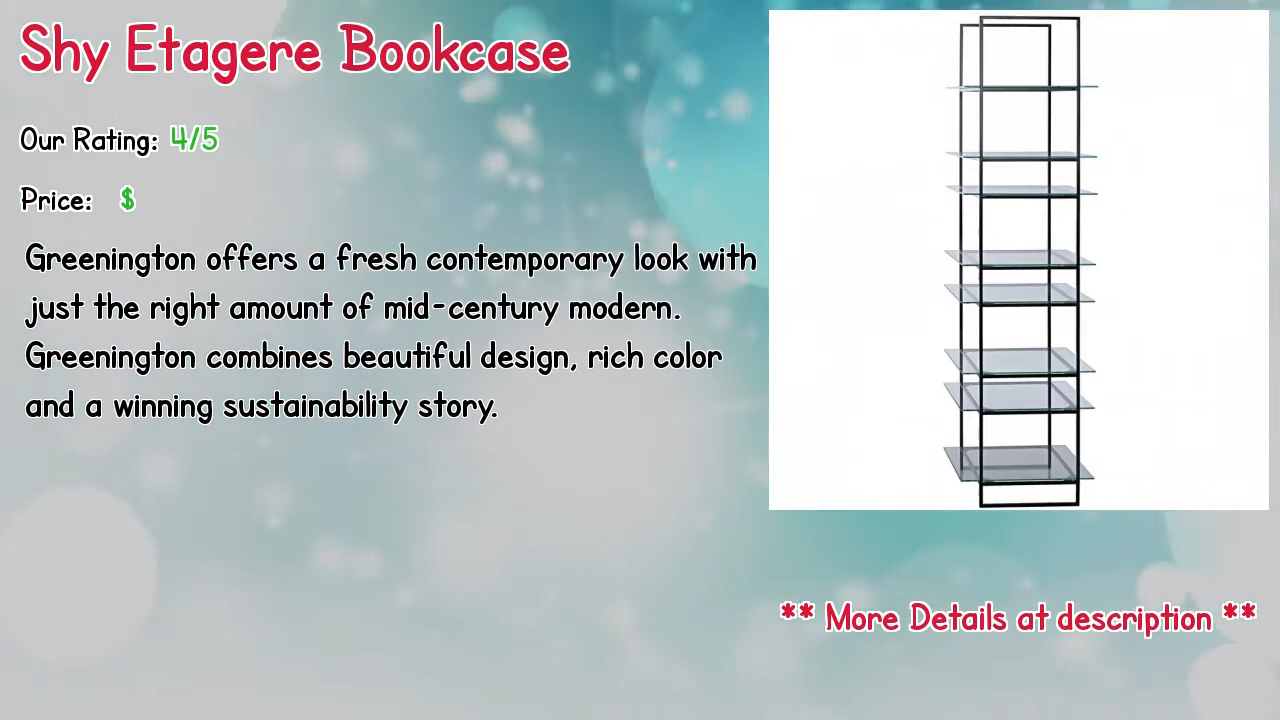 Shy Etagere Bookcase
Our Rating: 4/5
Price: $
Greenington offers a fresh contemporary look with
just the right amount of mid-century modern.
Greenington combines beautiful design, rich color
and a winning sustainability story.
** More Details at description **